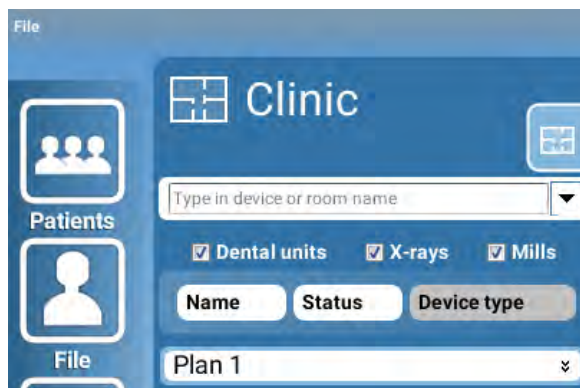 File
Clinic
Type in device or room name
Patients
Dental units X-rays Mills
Name Status Device type
File
Plan 1